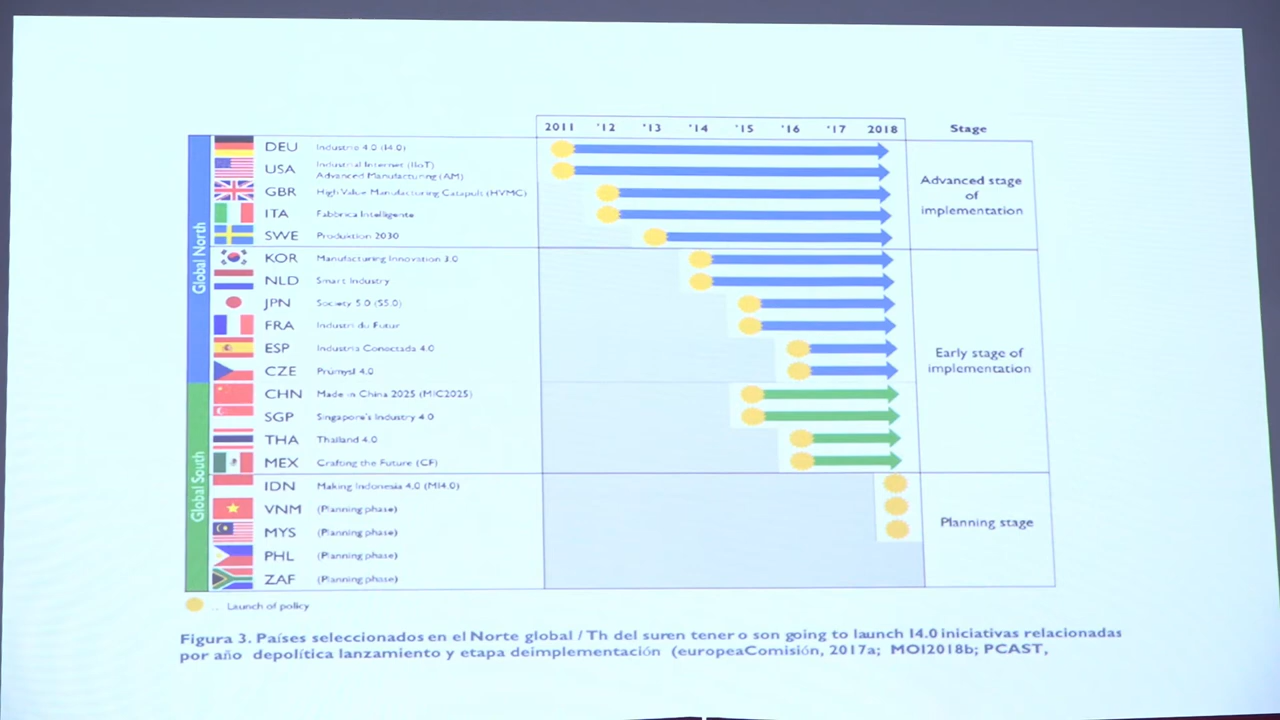 2011 '12 '13 '14 '15 '16 '17 2018 Stage
Global North
DEU Industrie 4.0 (I4.0)
USA Industrial Internet (IIoT)
Advanced Manufacturing (AM)
GBR High Value Manufacturing Catapult (HVMC)
ITA Fabbrica Intelligente
SWE Produktion 2030
Advanced stage
of
implementation
KOR Manufacturing Innovation 3.0
NLD Smart Industry
JPN Society 5.0 (S5.0)
FRA Industri du Futur
ESP Industria Conectada 4.0
CZE Průmysl 4.0
Global South
CHN Made in China 2025 (MIC2025)
SGP Singapore's Industry 4.0
THA Thailand 4.0
MEX Crafting the Future (CF)
Early stage of
implementation
IDN Making Indonesia 4.0 (MI4.0)
VNM (Planning phase)
MYS (Planning phase)
PHL (Planning phase)
ZAF (Planning phase)
Planning stage
... Launch of policy
Figura 3. Países seleccionados en el Norte global / Th del suren tener o son going to launch I4.0 iniciativas relacionadas
por año depolítica lanzamiento y etapa deimplementación (europeaComisión, 2017a; MOI2018b; PCAST,